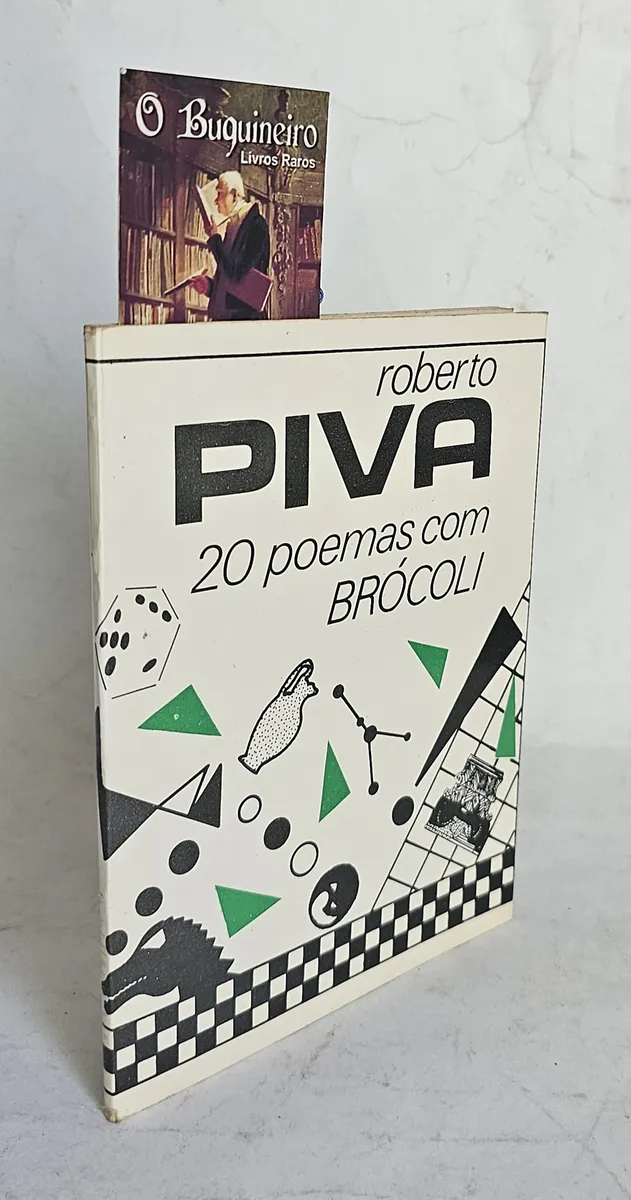 O Buquineiro
Livros Raros
roberto
PIVA
20 poemas com
BRÓCOLI